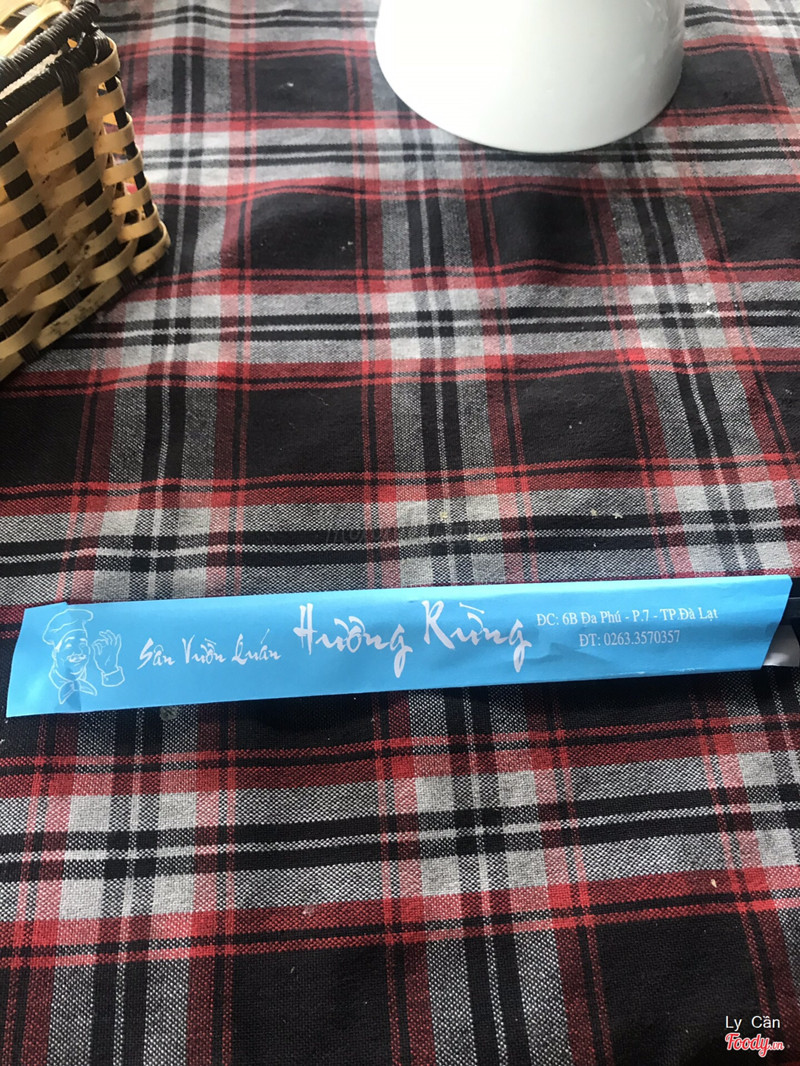 Sân Vườn Quán Hương Rừng
ĐC: 6B Đa Phú - P.7 - TP.Đà Lạt
ĐT: 0263.3570357
Ly Cần
Foody.vn